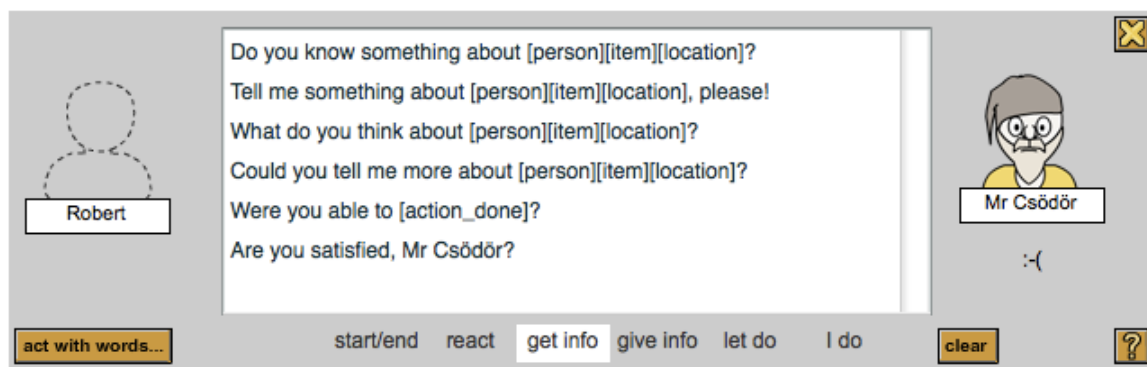 Do you know something about [person][item][location]?
Tell me something about [person][item][location], please!
What do you think about [person][item][location]?
Could you tell me more about [person][item][location]?
Were you able to [action_done]?
Are you satisfied, Mr Csödör?
Robert
Mr Csödör
:-(
act with words...
start/end react get info give info let do I do
clear
?